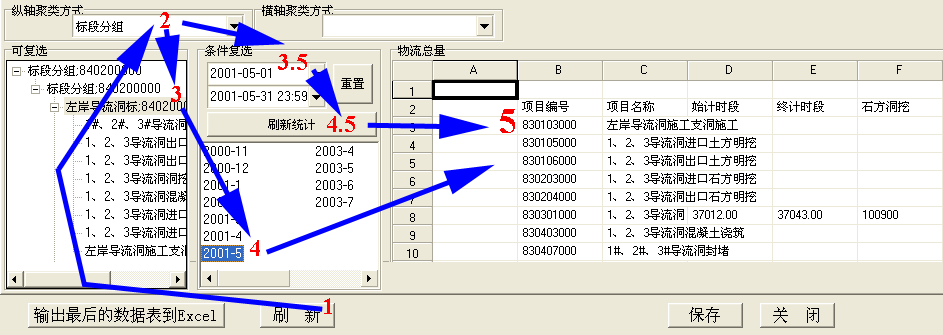 纵轴聚类方式
标段分组
2
横轴聚类方式
可复选
标段分组;840200000
标段分组;840200000
3
左岸导流洞标;84020
1#、2#、3#导流洞
1、2、3导流洞出口
1、2、3导流洞进口
1、2、3导流洞洞挖
1、2、3导流洞混凝
1、2、3导流洞进口
1、2、3导流洞出口
左岸导流洞施工支
条件复选
2001-05-01
3.5
2001-05-31 23:59
重置
刷新统计
4.5
2000-11 2003-4
2000-12 2003-5
2001-1 2003-6
2003-7
2001-4
2001-5
4
物流总量
A B C D E F
1
2 项目编号 项目名称 始计时段 终计时段 石方洞挖
5
3 830103000 左岸导流洞施工支洞施工
4 830105000 1、2、3导流洞进口土方明挖
5 830106000 1、2、3导流洞出口土方明挖
6 830203000 1、2、3导流洞进口石方明挖
7 830204000 1、2、3导流洞出口石方明挖
8 830301000 1、2、3导流洞 37012.00 37043.00 100900
9 830403000 1、2、3导流洞混凝土浇筑
10 830407000 1#、2#、3#导流洞封堵
输出最后的数据表到Excel
刷 新
1
保存
关 闭